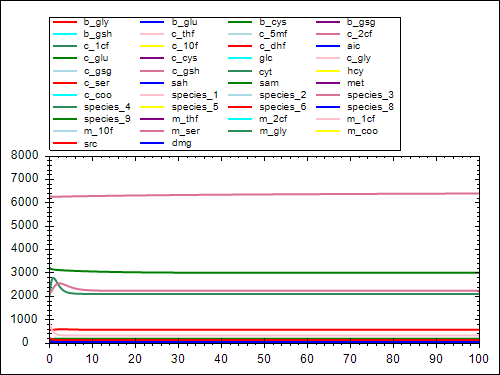 b_gly b_glu b_cys b_gsg
b_gsh c_thf c_5mf c_2cf
c_1cf c_10f c_dhf aic
c_glu c_cys glc c_gly
c_gsg c_gsh cyt hcy
c_ser sah sam met
c_coo species_1 species_2 species_3
species_4 species_5 species_6 species_8
species_9 m_thf m_2cf m_1cf
m_10f m_ser m_gly m_coo
src dmg
8000
7000
6000
5000
4000
3000
2000
1000
0
0 10 20 30 40 50 60 70 80 90 100